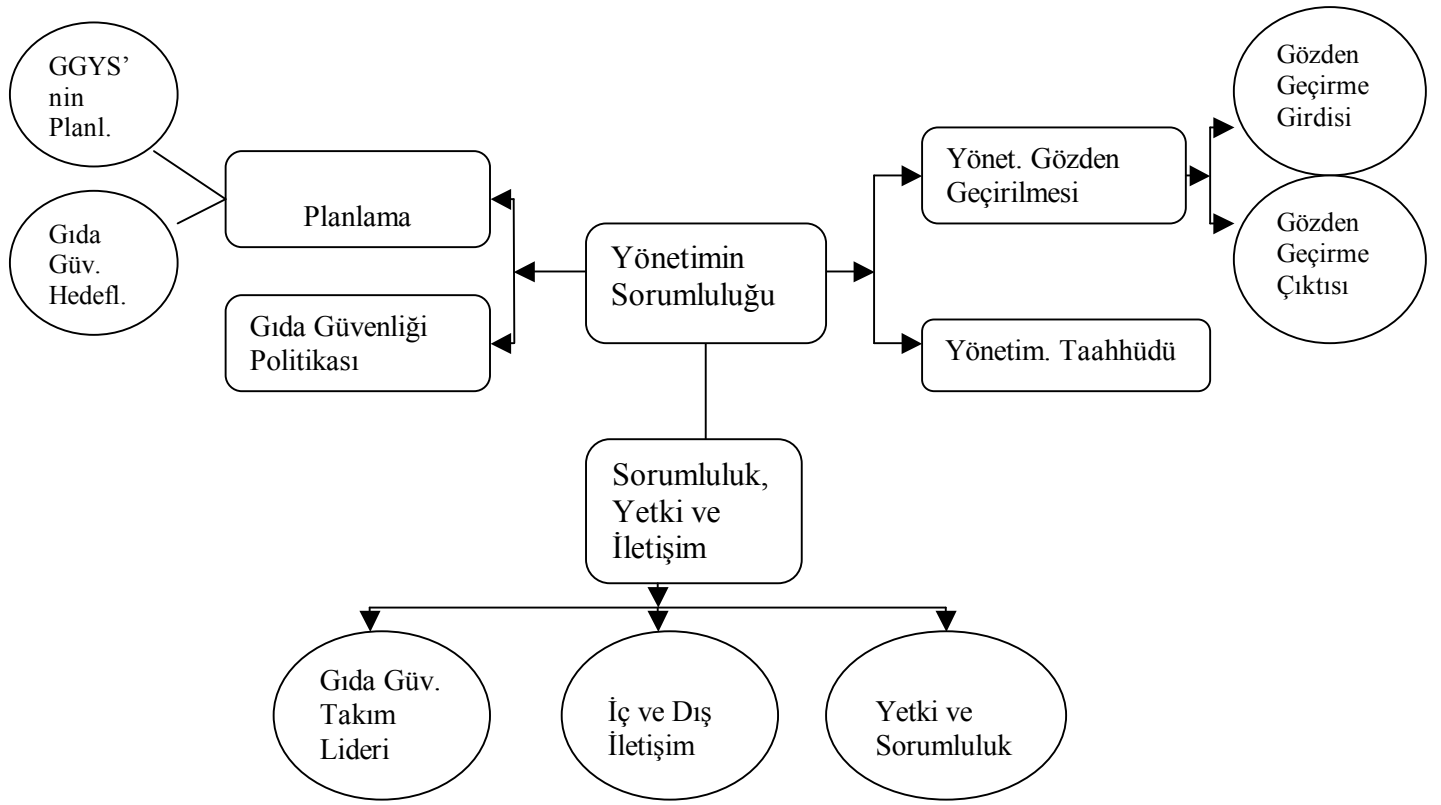 GGYS’
nin
Planl.
Gıda
Güv.
Hedefl.
Planlama
Gıda Güvenliği
Politikası
Yönetimin
Sorumluluğu
Yönet. Gözden
Geçirilmesi
Yönetim. Taahhüdü
Gözden
Geçirme
Girdisi
Gözden
Geçirme
Çıktısı
Sorumluluk,
Yetki ve
İletişim
Gıda Güv.
Takım
Lideri
İç ve Dış
İletişim
Yetki ve
Sorumluluk